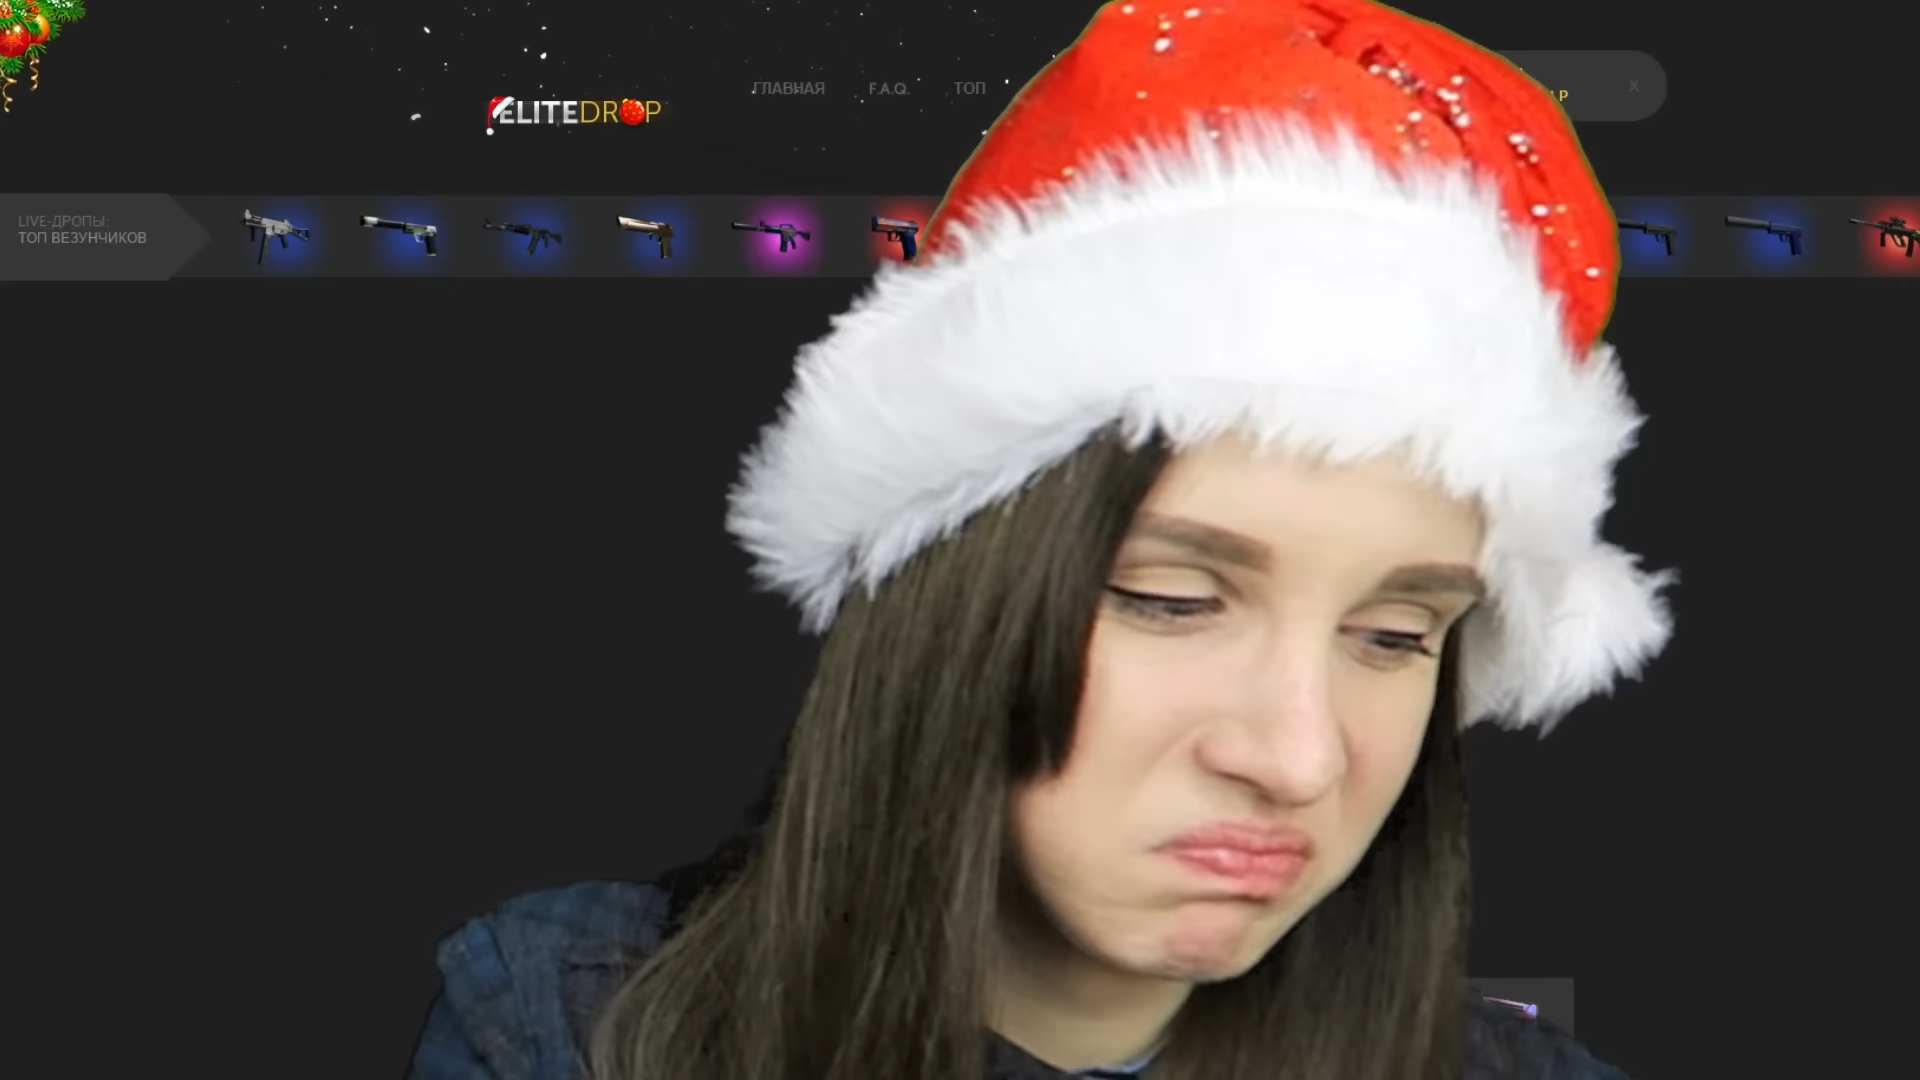 ГЛАВНАЯ F.A.Q. ТОП
ELITEDROP
P
X
LIVE-ДРОПЫ:
ТОП ВЕЗУНЧИКОВ